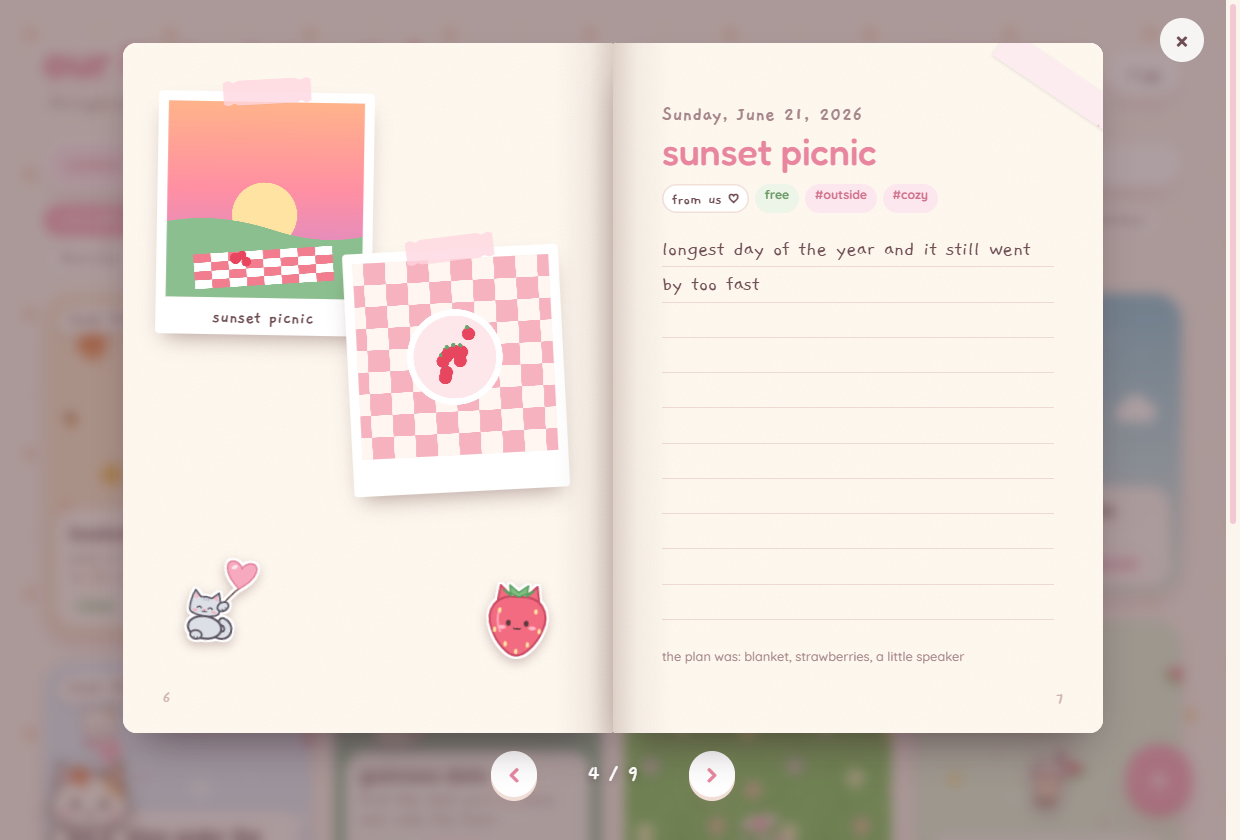 sunset picnic
6
Sunday, June 21, 2026
sunset picnic
from us ♡
free
#outside
#cozy
longest day of the year and it still went
by too fast
the plan was: blanket, strawberries, a little speaker
7
4 / 9